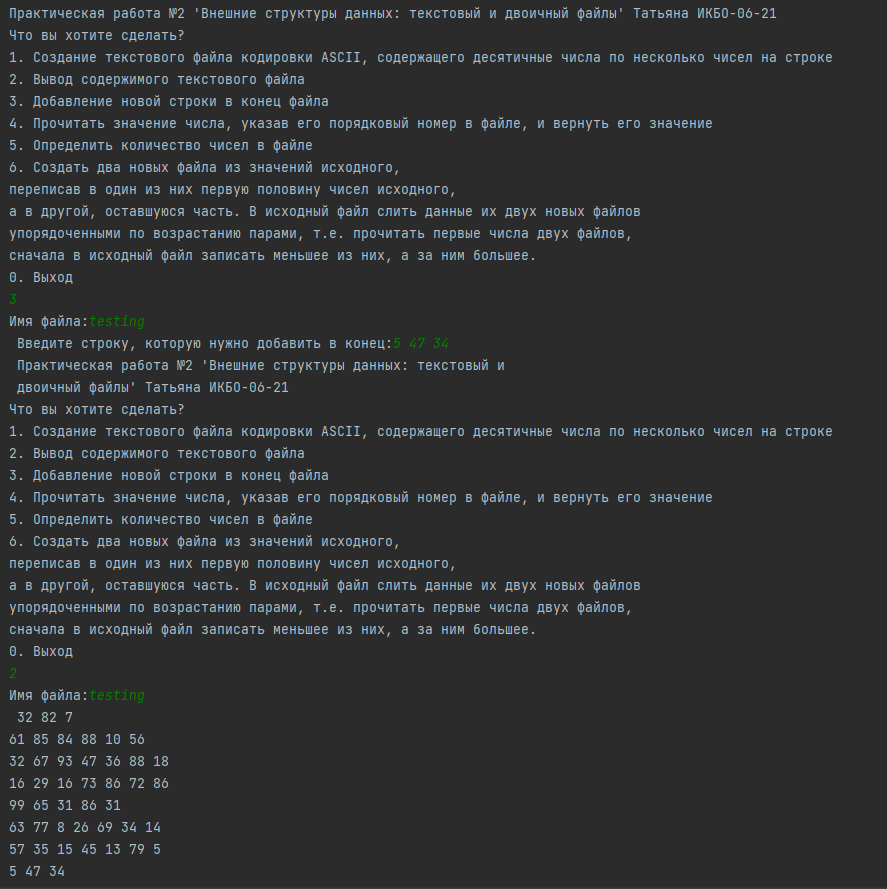 Практическая работа №2 'Внешние структуры данных: текстовый и двоичный файлы' Татьяна ИКБО-06-21
Что вы хотите сделать?
1. Создание текстового файла кодировки ASCII, содержащего десятичные числа по несколько чисел на строке
2. Вывод содержимого текстового файла
3. Добавление новой строки в конец файла
4. Прочитать значение числа, указав его порядковый номер в файле, и вернуть его значение
5. Определить количество чисел в файле
6. Создать два новых файла из значений исходного,
переписав в один из них первую половину чисел исходного,
а в другой, оставшуюся часть. В исходный файл слить данные их двух новых файлов
упорядоченными по возрастанию парами, т.е. прочитать первые числа двух файлов,
сначала в исходный файл записать меньшее из них, а за ним большее.
0. Выход
3
Имя файла:testing
Введите строку, которую нужно добавить в конец:5 47 34
Практическая работа №2 'Внешние структуры данных: текстовый и
двоичный файлы' Татьяна ИКБО-06-21
Что вы хотите сделать?
1. Создание текстового файла кодировки ASCII, содержащего десятичные числа по несколько чисел на строке
2. Вывод содержимого текстового файла
3. Добавление новой строки в конец файла
4. Прочитать значение числа, указав его порядковый номер в файле, и вернуть его значение
5. Определить количество чисел в файле
6. Создать два новых файла из значений исходного,
переписав в один из них первую половину чисел исходного,
а в другой, оставшуюся часть. В исходный файл слить данные их двух новых файлов
упорядоченными по возрастанию парами, т.е. прочитать первые числа двух файлов,
сначала в исходный файл записать меньшее из них, а за ним большее.
0. Выход
2
Имя файла:testing
32 82 7
61 85 84 88 10 56
32 67 93 47 36 88 18
16 29 16 73 86 72 86
99 65 31 86 31
63 77 8 26 69 34 14
57 35 15 45 13 79 5
5 47 34